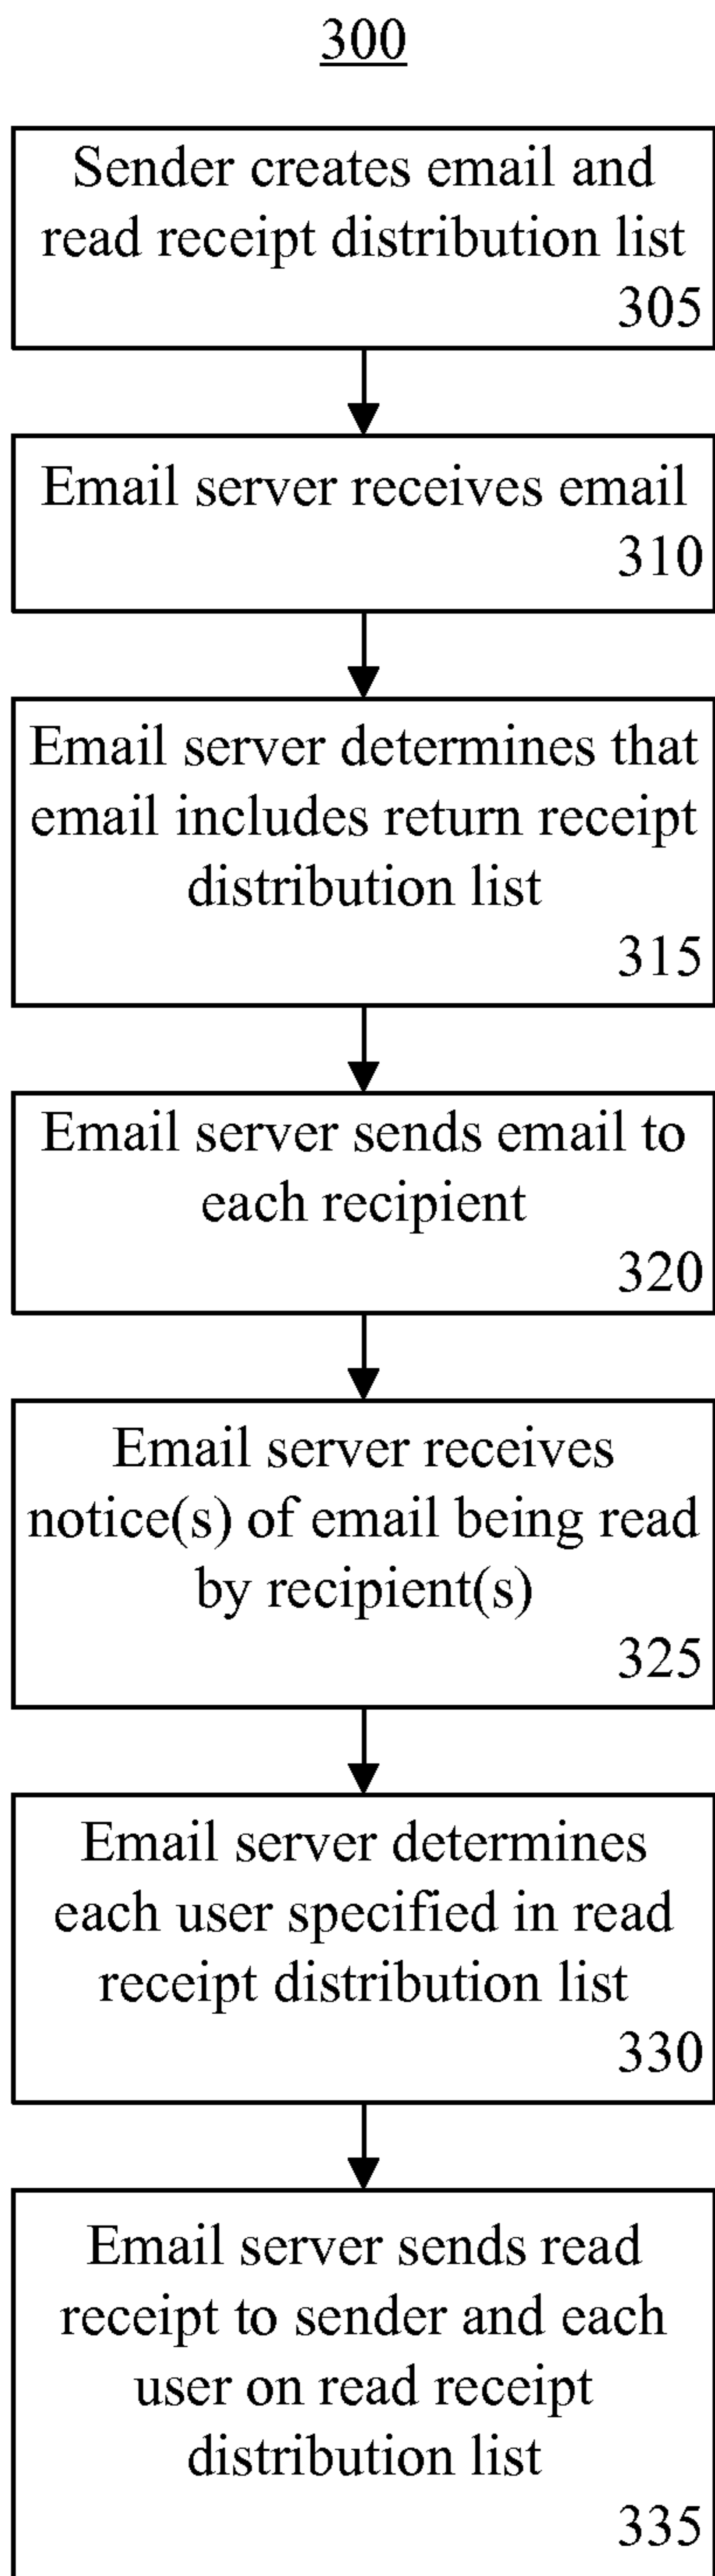 300
Sender creates email and
read receipt distribution list
305
Email server receives email
310
Email server determines that
email includes return receipt
distribution list
315
Email server sends email to
each recipient
320
Email server receives
notice(s) of email being read
by recipient(s)
325
Email server determines
each user specified in read
receipt distribution list
330
Email server sends read
receipt to sender and each
user on read receipt
distribution list
335